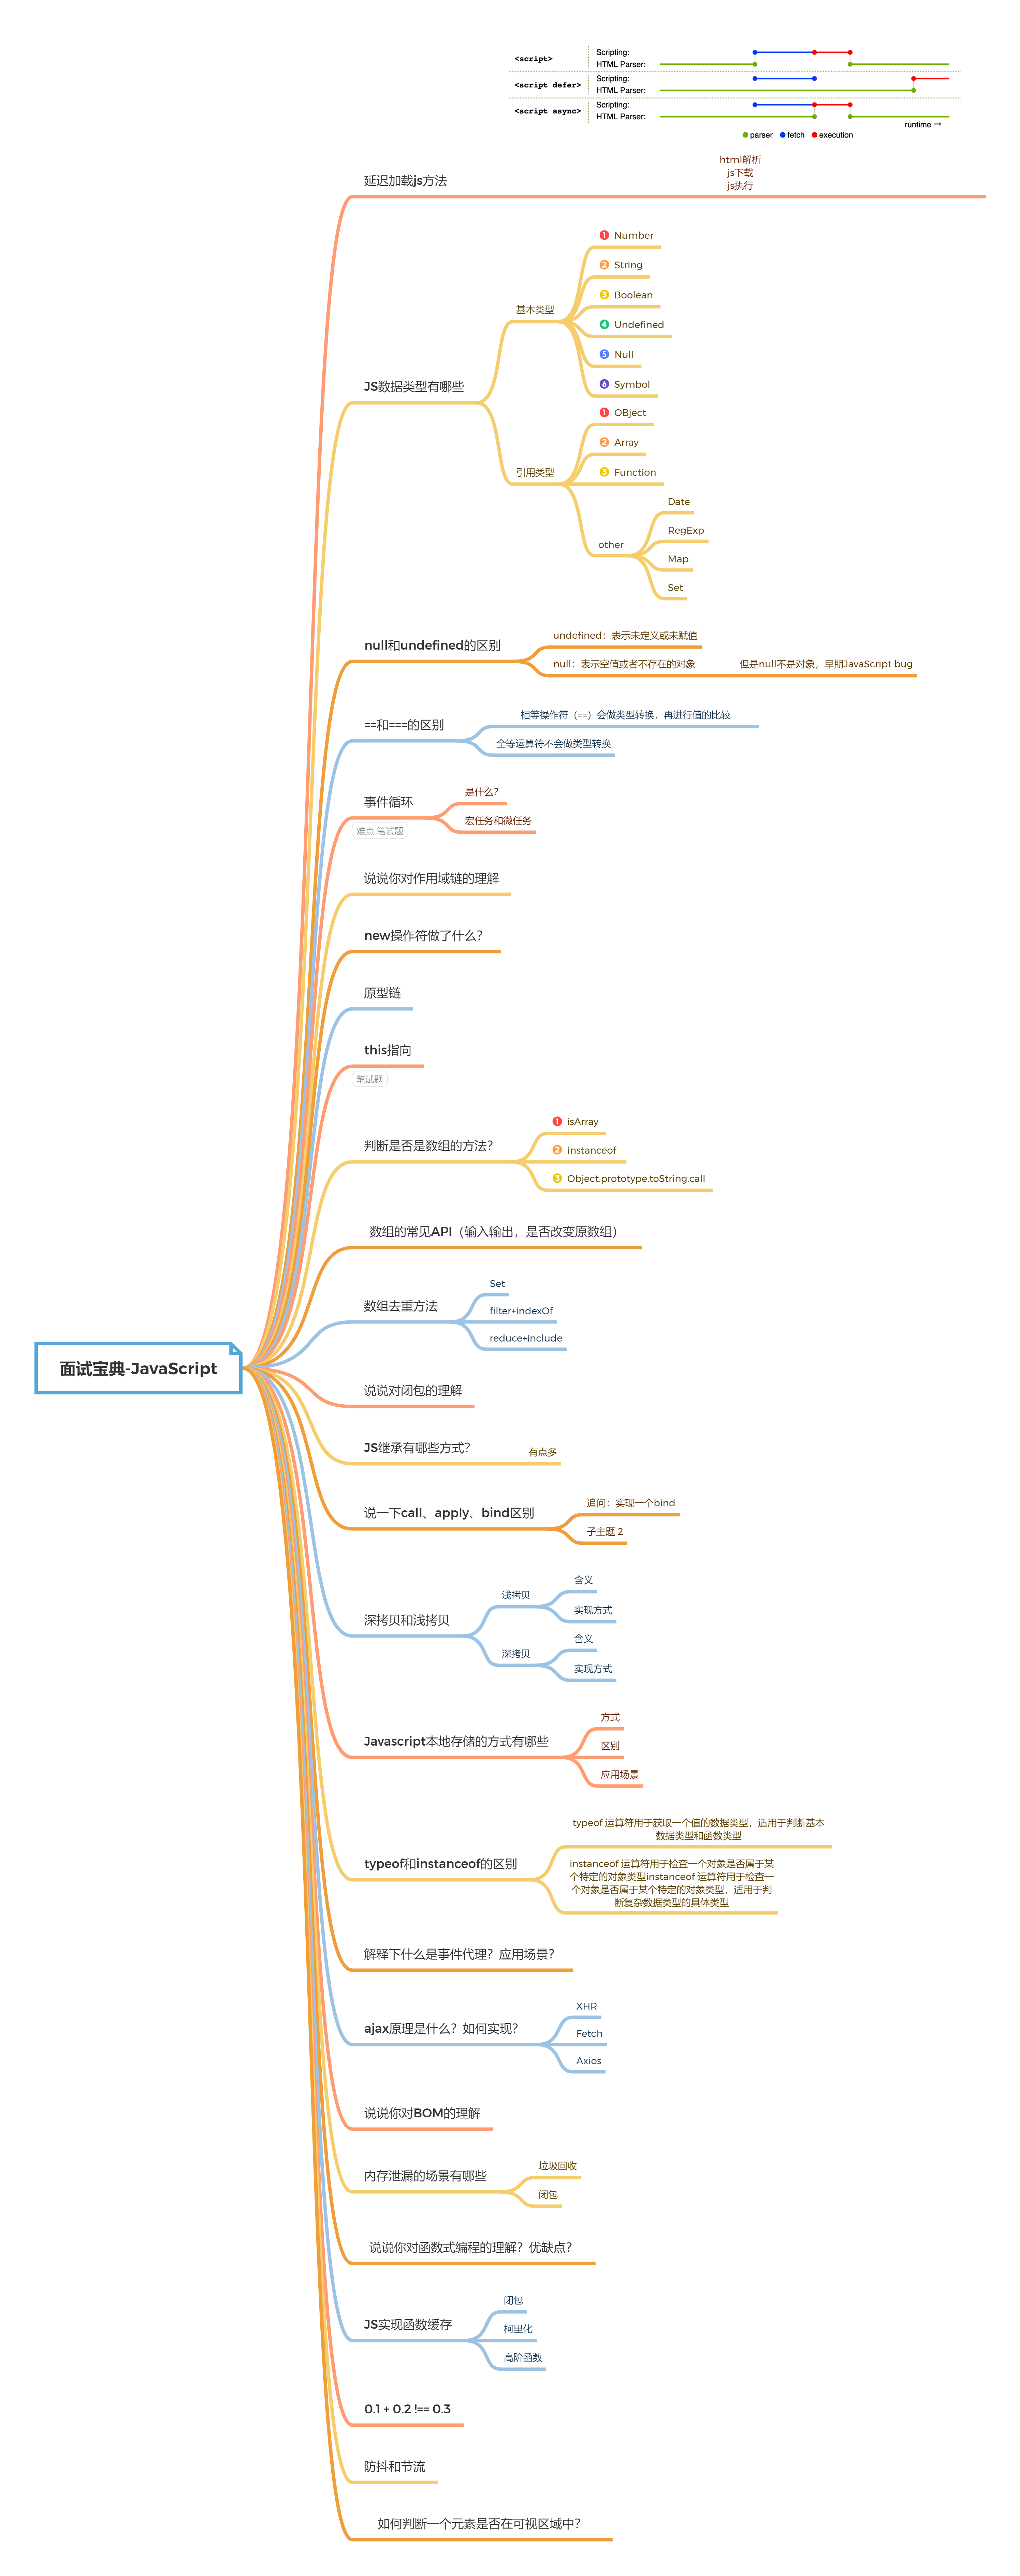 <script>
Scripting:
HTML Parser:
<script defer>
Scripting:
HTML Parser:
<script async>
Scripting:
HTML Parser:
runtime →
parser fetch execution
延迟加载js方法
html解析
js下载
js执行
JS数据类型有哪些
基本类型
1 Number
2 String
3 Boolean
4 Undefined
5 Null
6 Symbol
引用类型
1 OBject
2 Array
3 Function
other
Date
RegExp
Map
Set
null和undefined的区别
undefined：表示未定义或未赋值
null：表示空值或者不存在的对象
但是null不是对象，早期JavaScript bug
==和===的区别
相等操作符（==）会做类型转换，再进行值的比较
全等运算符不会做类型转换
事件循环
难点 笔试题
是什么？
宏任务和微任务
说说你对作用域链的理解
new操作符做了什么？
原型链
this指向
笔试题
判断是否是数组的方法？
1 isArray
2 instanceof
3 Object.prototype.toString.call
数组的常见API（输入输出，是否改变原数组）
数组去重方法
Set
filter+indexOf
reduce+include
面试宝典-JavaScript
说说对闭包的理解
JS继承有哪些方式？
有点多
说一下call、apply、bind区别
追问：实现一个bind
子主题 2
深拷贝和浅拷贝
浅拷贝
含义
实现方式
深拷贝
含义
实现方式
Javascript本地存储的方式有哪些
方式
区别
应用场景
typeof和instanceof的区别
typeof 运算符用于获取一个值的数据类型，适用于判断基本
数据类型和函数类型
instanceof 运算符用于检查一个对象是否属于某
个特定的对象类型instanceof 运算符用于检查一
个对象是否属于某个特定的对象类型，适用于判
断复杂数据类型的具体类型
解释下什么是事件代理？应用场景？
ajax原理是什么？如何实现？
XHR
Fetch
Axios
说说你对BOM的理解
内存泄漏的场景有哪些
垃圾回收
闭包
说说你对函数式编程的理解？优缺点？
JS实现函数缓存
闭包
柯里化
高阶函数
0.1 + 0.2 !== 0.3
防抖和节流
如何判断一个元素是否在可视区域中？